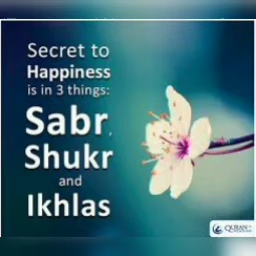 Secret to
Happiness
is in 3 things:
Sabr,
Shukr
and
Ikhlas